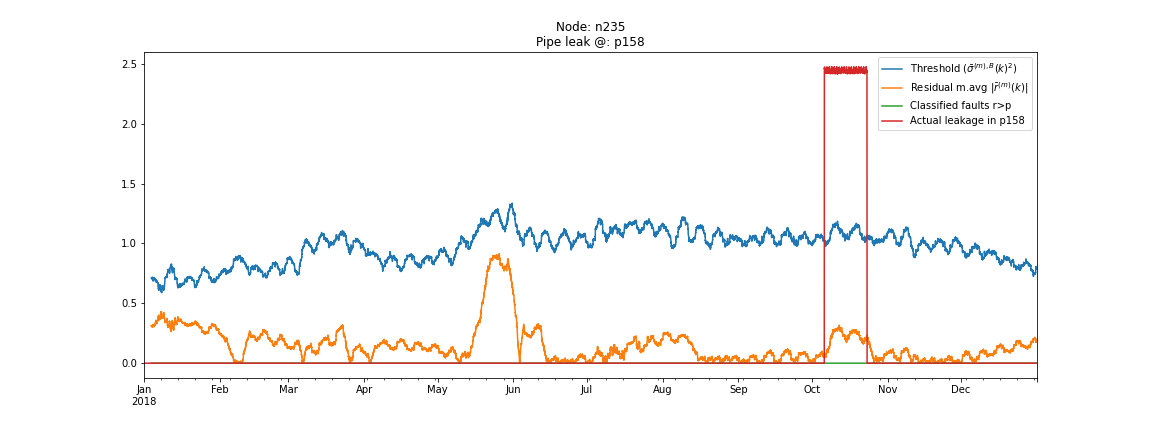 Node: n235
Pipe leak @: p158
2.5
2.0
1.5
1.0
0.5
0.0
Threshold (σ̄⁽ᵐ⁾,ᴮ(k)²)
Residual m.avg |r̄⁽ᵐ⁾(k)|
Classified faults r>p
Actual leakage in p158
Jan Feb Mar Apr May Jun Jul Aug Sep Oct Nov Dec
2018